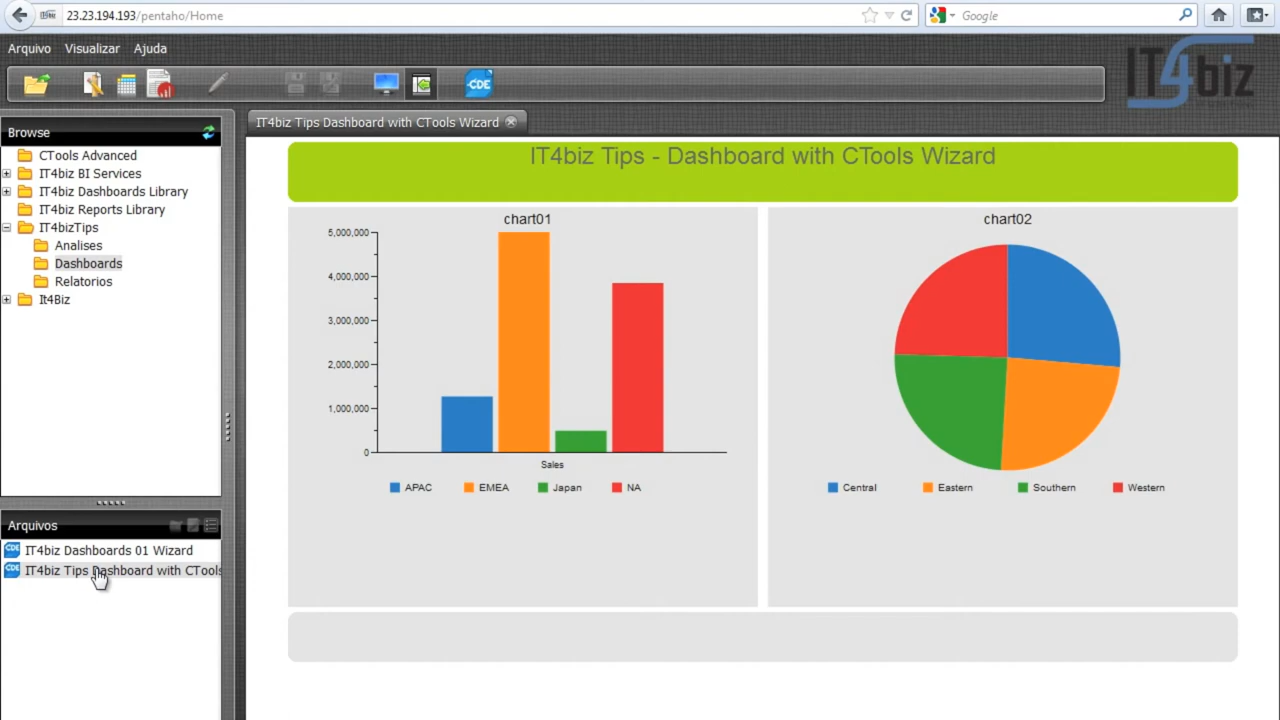 23.23.194.193/pentaho/Home
Google
Arquivo Visualizar Ajuda
CDE
IT4biz
Browse
IT4biz Tips Dashboard with CTools Wizard
CTools Advanced
IT4biz BI Services
IT4biz Dashboards Library
IT4biz Reports Library
IT4bizTips
Analises
Dashboards
Relatorios
It4Biz
IT4biz Tips - Dashboard with CTools Wizard
chart01
5,000,000
4,000,000
3,000,000
2,000,000
1,000,000
0
Sales
APAC EMEA Japan NA
chart02
Central Eastern Southern Western
Arquivos
CDE IT4biz Dashboards 01 Wizard
CDE IT4biz Tips Dashboard with CTools